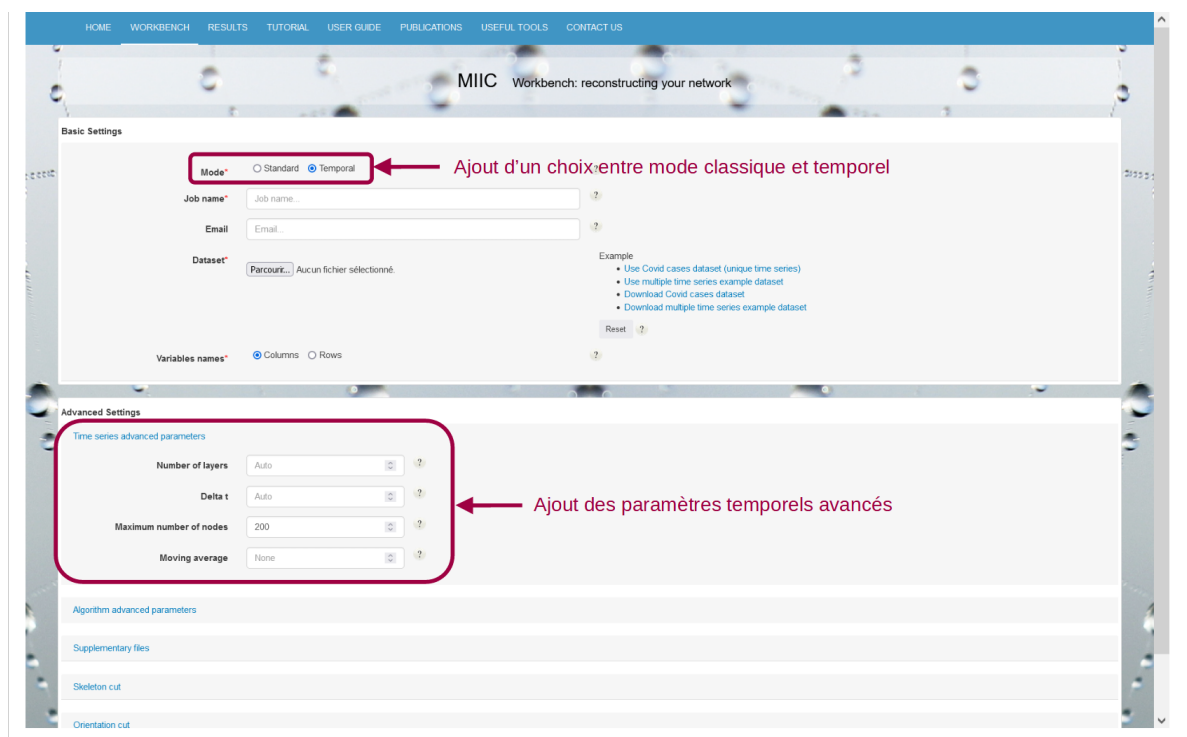 HOME WORKBENCH RESULTS TUTORIAL USER GUIDE PUBLICATIONS USEFUL TOOLS CONTACT US
MIIC Workbench: reconstructing your network
Basic Settings
Mode* Standard Temporal ?
Ajout d'un choix entre mode classique et temporel
Job name* Job name... ?
Email Email... ?
Dataset* Parcourir... Aucun fichier sélectionné.
Example
• Use Covid cases dataset (unique time series)
• Use multiple time series example dataset
• Download Covid cases dataset
• Download multiple time series example dataset
Reset ?
Variables names* Columns Rows ?
Advanced Settings
Time series advanced parameters
Number of layers Auto ?
Delta t Auto ?
Ajout des paramètres temporels avancés
Maximum number of nodes 200 ?
Moving average None ?
Algorithm advanced parameters
Supplementary files
Skeleton cut
Orientation cut